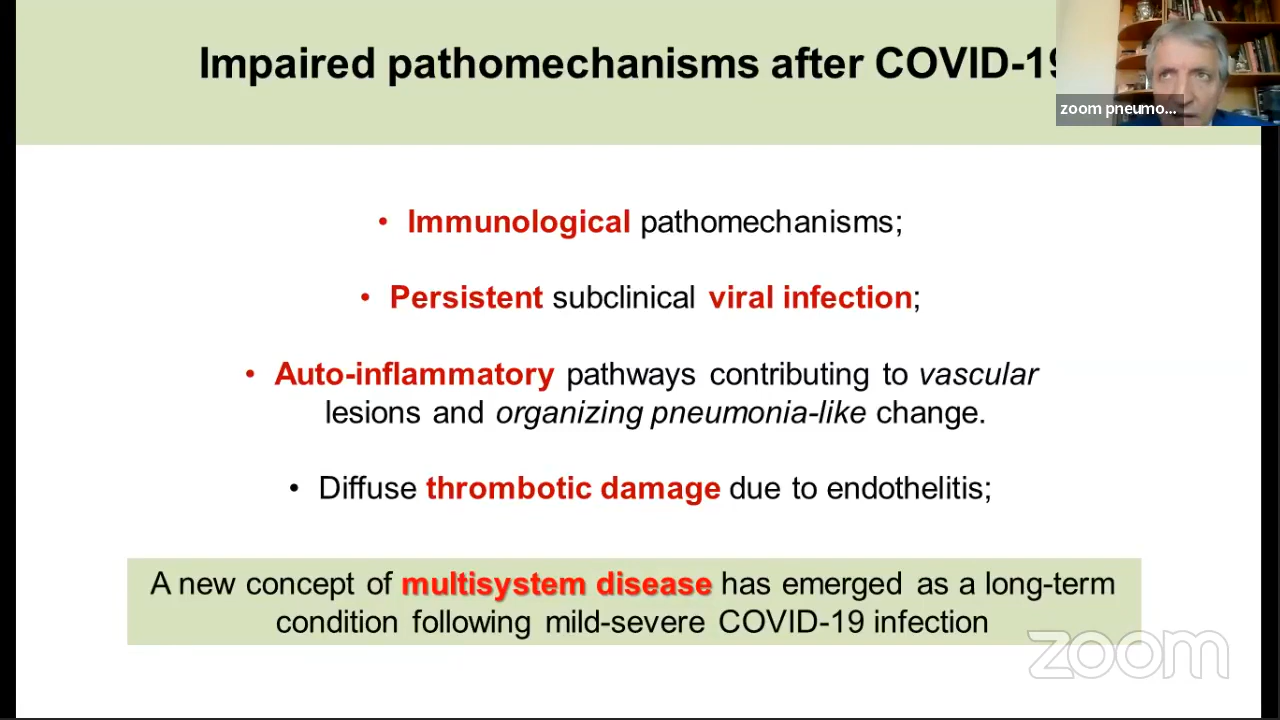 Impaired pathomechanisms after COVID-19
zoom pneumo...
• Immunological pathomechanisms;
• Persistent subclinical viral infection;
• Auto-inflammatory pathways contributing to vascular
lesions and organizing pneumonia-like change.
• Diffuse thrombotic damage due to endothelitis;
A new concept of multisystem disease has emerged as a long-term
condition following mild-severe COVID-19 infection
zoom